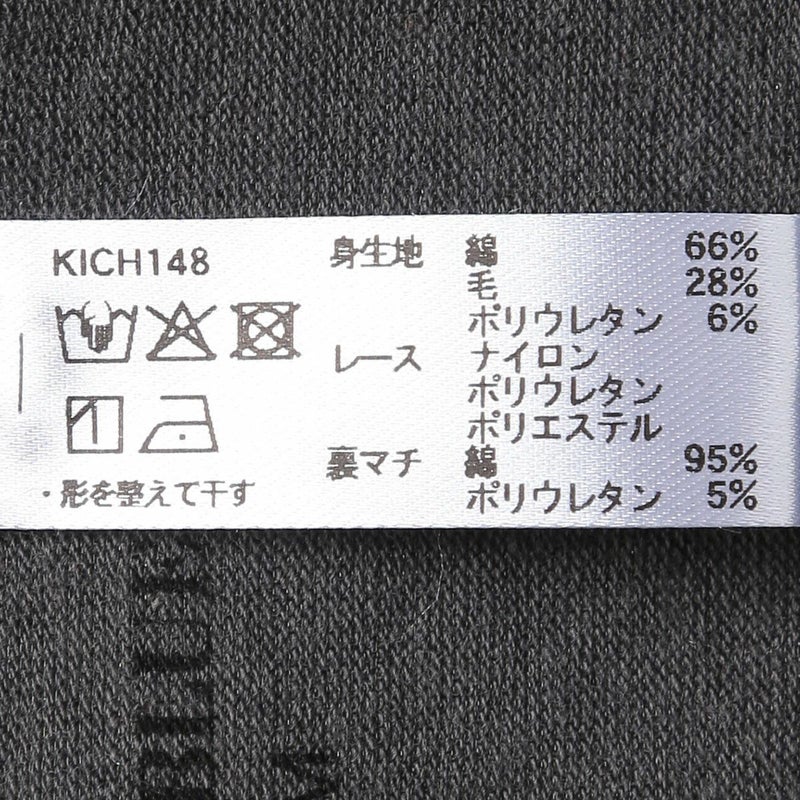 KICH148
・形を整えて干す
身生地 綿 66%
毛 28%
ポリウレタン 6%
レース ナイロン
ポリウレタン
ポリエステル
裏マチ 綿 95%
ポリウレタン 5%